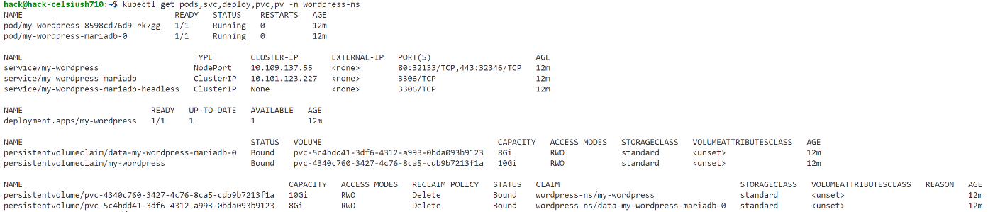 hack@hack-celsiush710:~$ kubectl get pods,svc,deploy,pvc,pv -n wordpress-ns
NAME READY STATUS RESTARTS AGE
pod/my-wordpress-8598cd76d9-rk7gg 1/1 Running 0 12m
pod/my-wordpress-mariadb-0 1/1 Running 0 12m
NAME TYPE CLUSTER-IP EXTERNAL-IP PORT(S) AGE
service/my-wordpress NodePort 10.109.137.55 <none> 80:32133/TCP,443:32346/TCP 12m
service/my-wordpress-mariadb ClusterIP 10.101.123.227 <none> 3306/TCP 12m
service/my-wordpress-mariadb-headless ClusterIP None <none> 3306/TCP 12m
NAME READY UP-TO-DATE AVAILABLE AGE
deployment.apps/my-wordpress 1/1 1 1 12m
NAME STATUS VOLUME CAPACITY ACCESS MODES STORAGECLASS VOLUMEATTRIBUTESCLASS AGE
persistentvolumeclaim/data-my-wordpress-mariadb-0 Bound pvc-5c4bdd41-3df6-4312-a993-0bda093b9123 8Gi RWO standard <unset> 12m
persistentvolumeclaim/my-wordpress Bound pvc-4340c760-3427-4c76-8ca5-cdb9b7213f1a 10Gi RWO standard <unset> 12m
NAME CAPACITY ACCESS MODES RECLAIM POLICY STATUS CLAIM STORAGECLASS VOLUMEATTRIBUTESCLASS REASON AGE
persistentvolume/pvc-4340c760-3427-4c76-8ca5-cdb9b7213f1a 10Gi RWO Delete Bound wordpress-ns/my-wordpress standard <unset> 12m
persistentvolume/pvc-5c4bdd41-3df6-4312-a993-0bda093b9123 8Gi RWO Delete Bound wordpress-ns/data-my-wordpress-mariadb-0 standard <unset> 12m